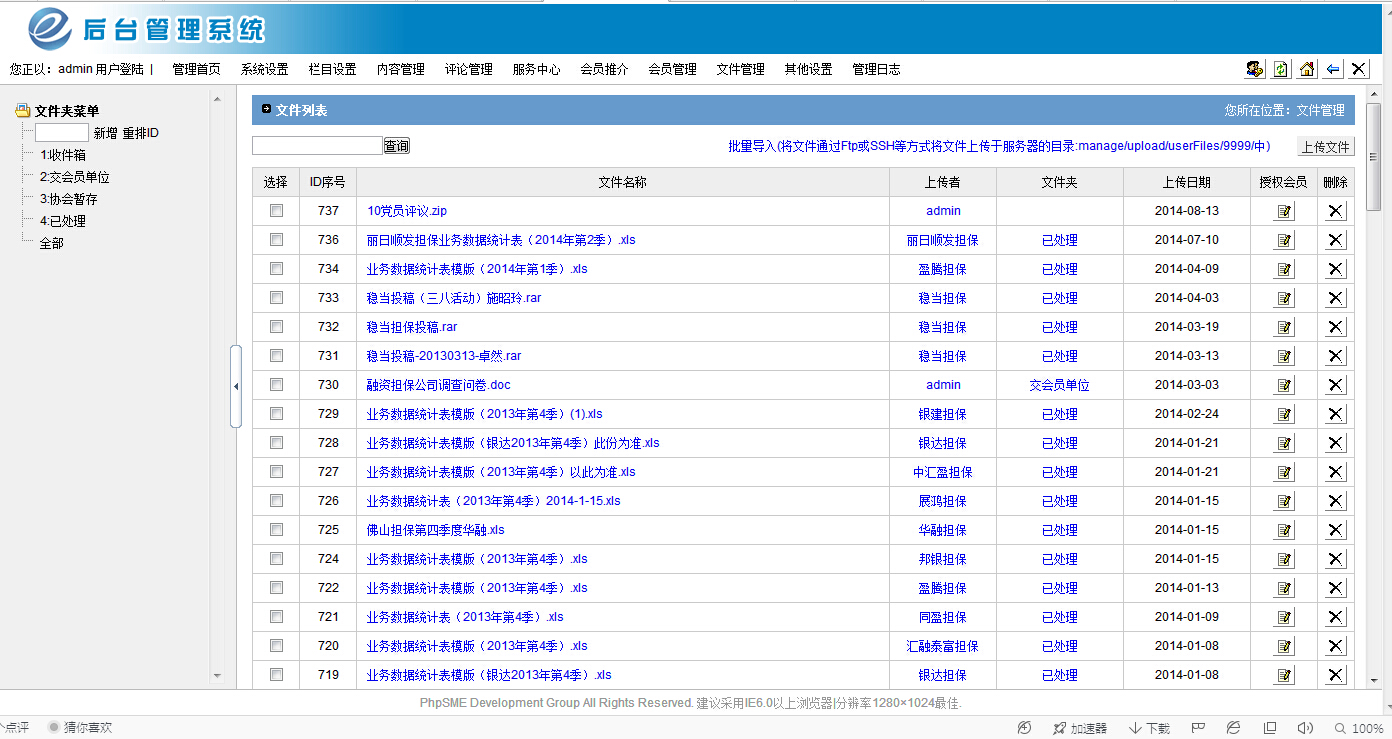 后台管理系统
您正以：admin 用户登陆 | 管理首页 系统设置 栏目设置 内容管理 评论管理 服务中心 会员推介 会员管理 文件管理 其他设置 管理日志
文件夹菜单
新增 重排ID
1:收件箱
2:交会员单位
3:协会暂存
4:已处理
全部
文件列表 您所在位置：文件管理
查询 批量导入(将文件通过Ftp或SSH等方式将文件上传于服务器的目录:manage/upload/userFiles/9999/中) 上传文件
选择 ID序号 文件名称 上传者 文件夹 上传日期 授权会员 删除
737 10党员评议.zip admin 2014-08-13
736 丽日顺发担保业务数据统计表（2014年第2季）.xls 丽日顺发担保 已处理 2014-07-10
734 业务数据统计表模版（2014年第1季）.xls 盈腾担保 已处理 2014-04-09
733 稳当投稿（三八活动）施昭玲.rar 稳当担保 已处理 2014-04-03
732 稳当担保投稿.rar 稳当担保 已处理 2014-03-19
731 稳当投稿-20130313-卓然.rar 稳当担保 已处理 2014-03-13
730 融资担保公司调查问卷.doc admin 交会员单位 2014-03-03
729 业务数据统计表模版（2013年第4季）(1).xls 银建担保 已处理 2014-02-24
728 业务数据统计表模版（银达2013年第4季）此份为准.xls 银达担保 已处理 2014-01-21
727 业务数据统计表模版（2013年第4季）以此为准.xls 中汇盈担保 已处理 2014-01-21
726 业务数据统计表（2013年第4季）2014-1-15.xls 展鸿担保 已处理 2014-01-15
725 佛山担保第四季度华融.xls 华融担保 已处理 2014-01-15
724 业务数据统计表模版（2013年第4季）.xls 邦银担保 已处理 2014-01-15
722 业务数据统计表模版（2013年第4季）.xls 盈腾担保 已处理 2014-01-13
721 业务数据统计表（2013年第4季）.xls 同盈担保 已处理 2014-01-09
720 业务数据统计表模版（2013年第4季）.xls 汇融泰富担保 已处理 2014-01-08
719 业务数据统计表模版（银达2013年第4季）.xls 银达担保 已处理 2014-01-08
PhpSME Development Group All Rights Reserved. 建议采用IE6.0以上浏览器|分辨率1280×1024最佳.
点评 猜你喜欢 加速器 下载 100%